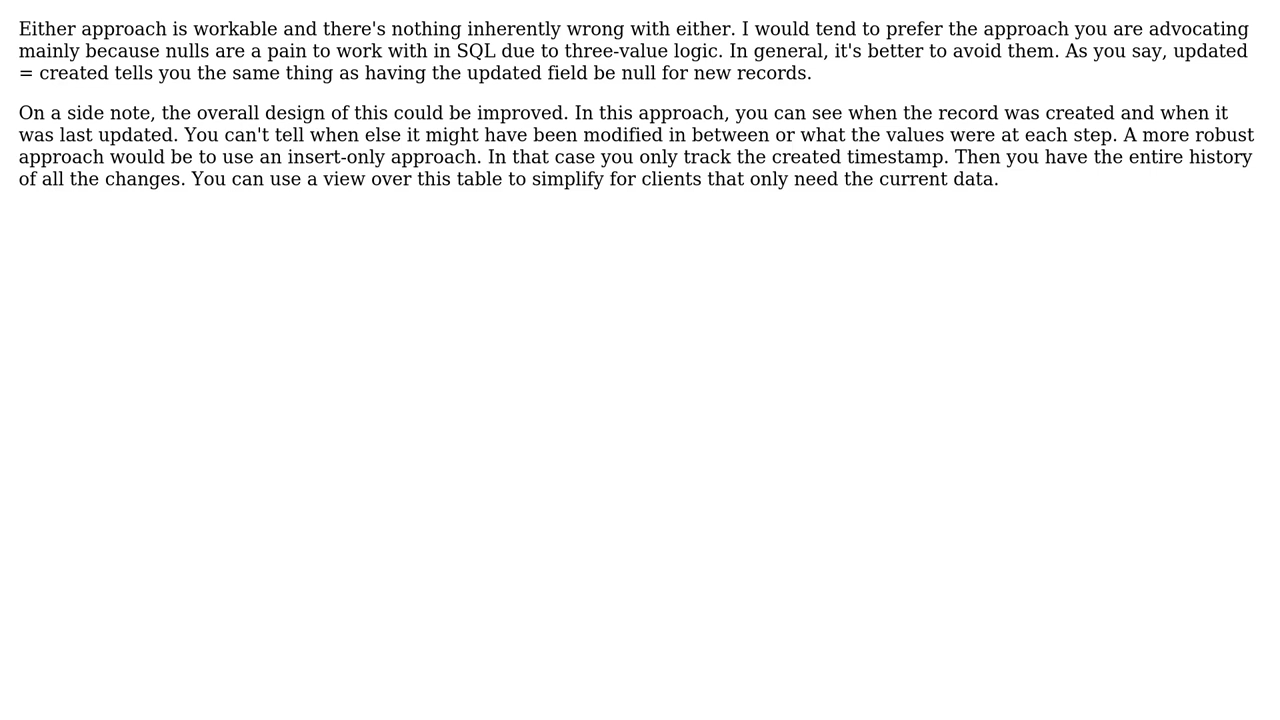 Either approach is workable and there's nothing inherently wrong with either. I would tend to prefer the approach you are advocating
mainly because nulls are a pain to work with in SQL due to three-value logic. In general, it's better to avoid them. As you say, updated
= created tells you the same thing as having the updated field be null for new records.
On a side note, the overall design of this could be improved. In this approach, you can see when the record was created and when it
was last updated. You can't tell when else it might have been modified in between or what the values were at each step. A more robust
approach would be to use an insert-only approach. In that case you only track the created timestamp. Then you have the entire history
of all the changes. You can use a view over this table to simplify for clients that only need the current data.